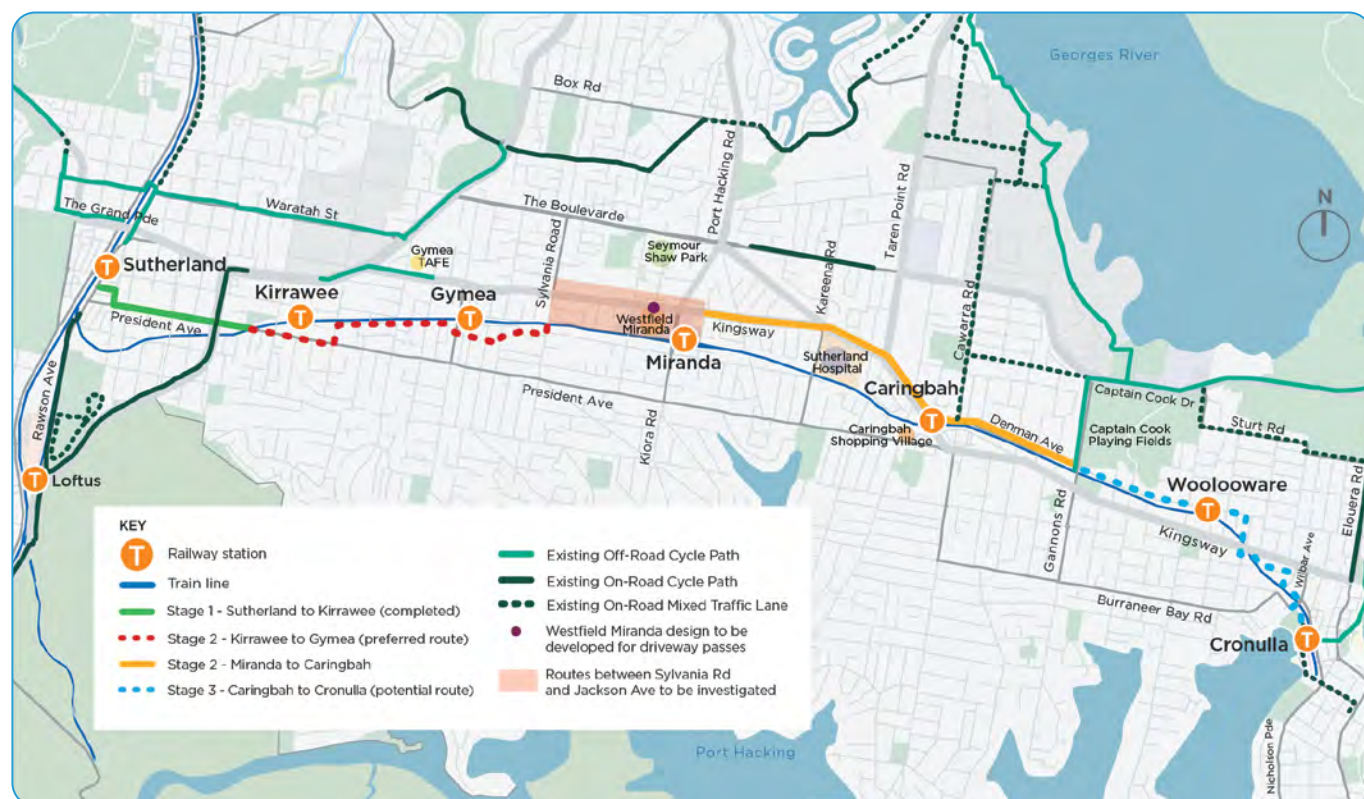 Georges River
Box Rd
N
Port Hacking Rd
Taren Point Rd
The Boulevarde
Waratah St
The Grand Pde
Gymea
TAFE
Seymour
Shaw Park
Kareena Rd
Sylvania Road
Cawarra Rd
T
Sutherland
Kirrawee
T
Gymea
T
Westfield
Miranda
Kingsway
T
Miranda
President Ave
Sutherland
Hospital
Captain Cook Dr
Caringbah
T
Denman Ave
Sturt Rd
President Ave
Captain Cook
Playing Fields
Caringbah
Shopping Village
Kiora Rd
Rawson Ave
Elouera Rd
T
Loftus
Woolooware
T
Gannons Rd
Kingsway
Wilbar Ave
Burraneer Bay Rd
Cronulla
T
Nicholson Pde
Port Hacking
KEY
T
Railway station
Train line
Stage 1 - Sutherland to Kirrawee (completed)
Stage 2 - Kirrawee to Gymea (preferred route)
Stage 2 - Miranda to Caringbah
Stage 3 - Caringbah to Cronulla (potential route)
Existing Off-Road Cycle Path
Existing On-Road Cycle Path
Existing On-Road Mixed Traffic Lane
Westfield Miranda design to be
developed for driveway passes
Routes between Sylvania Rd
and Jackson Ave to be investigated